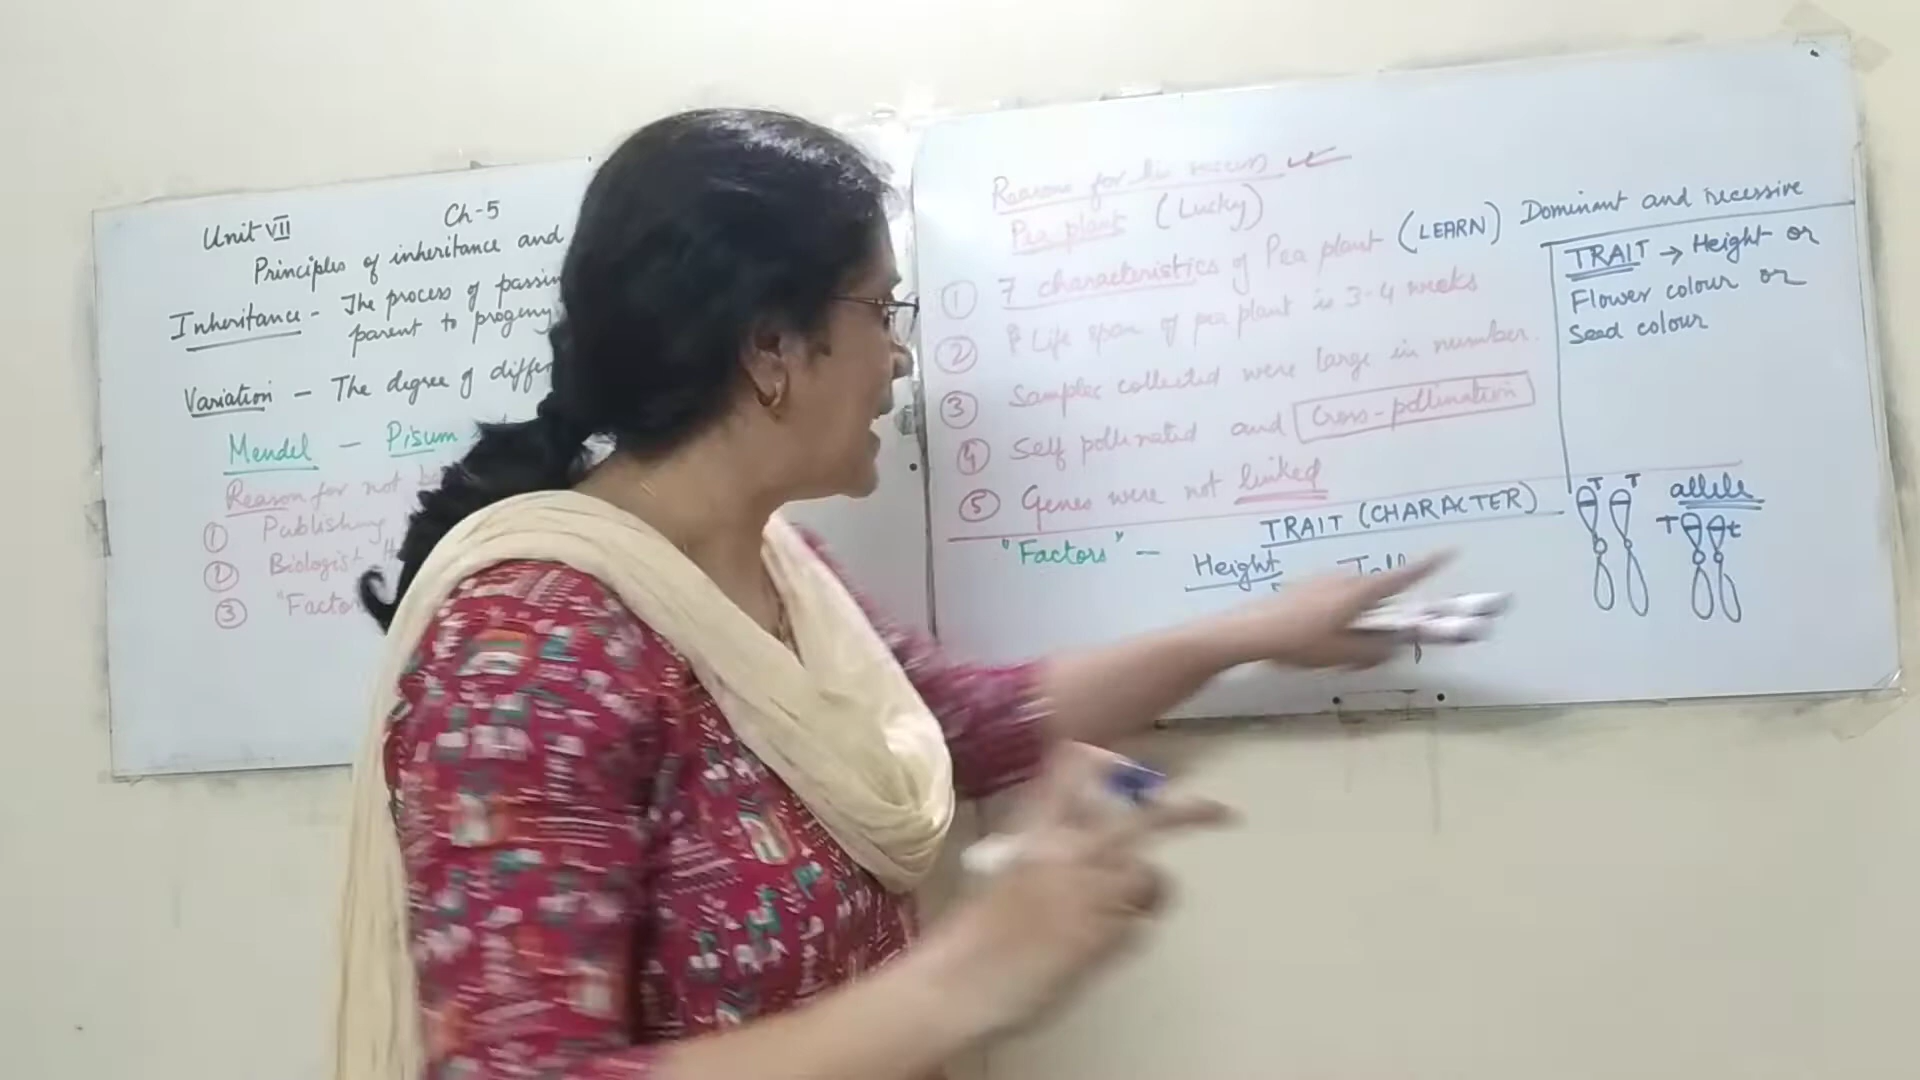 Unit VII
Ch-5
Principles of inheritance and
Inheritance - The process of passin
parent to progeny
Variation - The degree of differ
Mendel - Pisum
Reason for not
① Publishing
② Biologist
③ "Factor
Reasons for his success
Pea plant (Lucky)
① 7 characteristics of Pea plant (LEARN) Dominant and recessive
② Life span of pea plant is 3-4 weeks
③ Samples collected were large in number.
④ Self pollinated and Cross-pollination
⑤ Genes were not linked
TRAIT → Height or
Flower colour or
Seed colour
TRAIT (CHARACTER)
"Factors" -
Height
T T
allele
T t